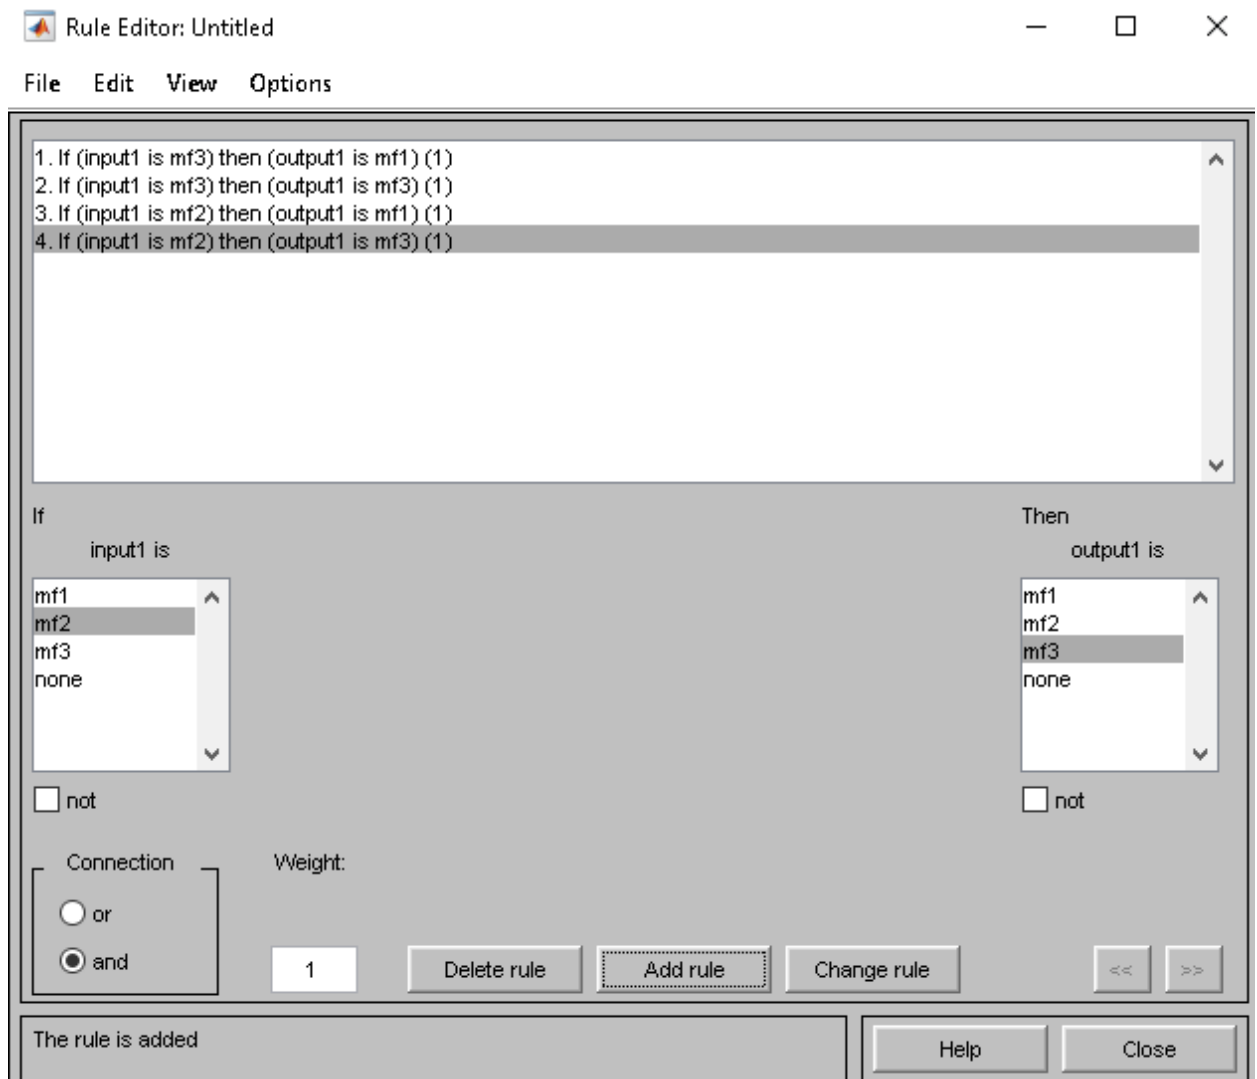 Rule Editor: Untitled
File Edit View Options
1. If (input1 is mf3) then (output1 is mf1) (1)
2. If (input1 is mf3) then (output1 is mf3) (1)
3. If (input1 is mf2) then (output1 is mf1) (1)
4. If (input1 is mf2) then (output1 is mf3) (1)
If
input1 is
mf1
mf2
mf3
none
not
Then
output1 is
mf1
mf2
mf3
none
not
Connection
or
and
Weight:
1
Delete rule
Add rule
Change rule
<<
>>
The rule is added
Help
Close